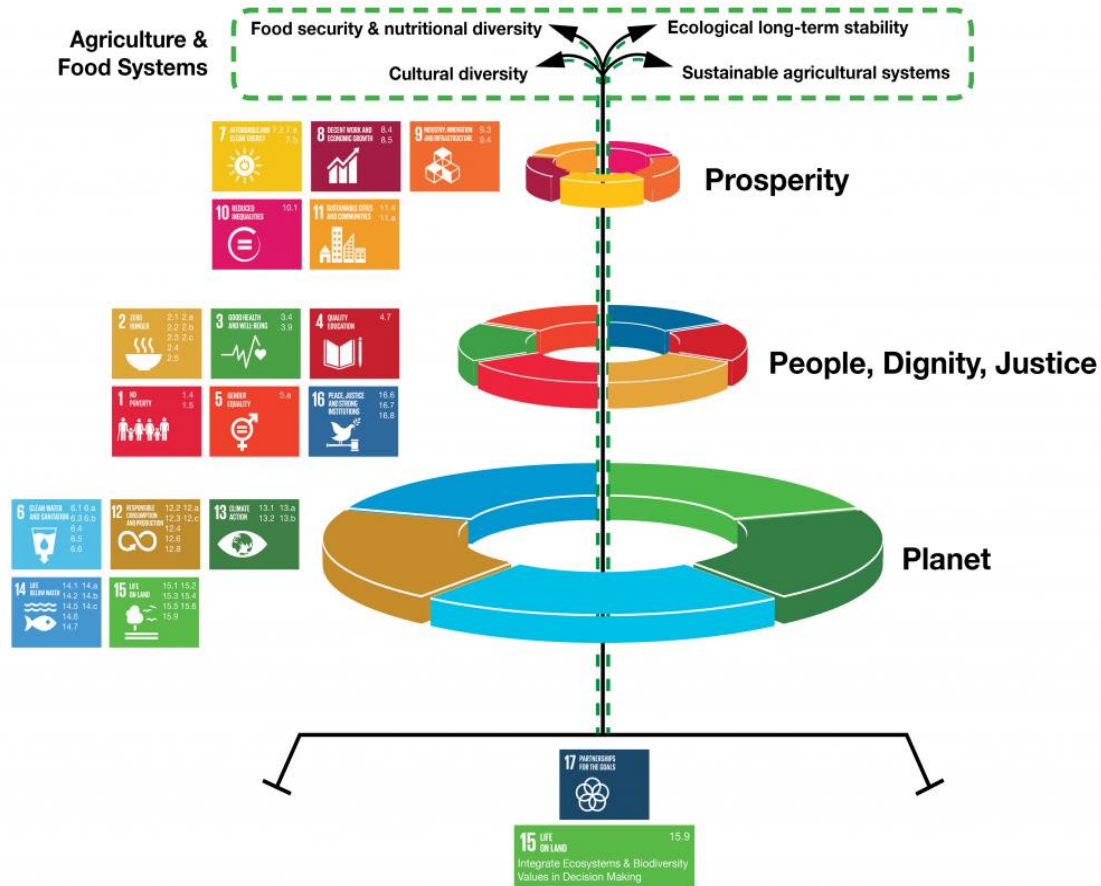 Agriculture &
Food Systems
Food security & nutritional diversity
Ecological long-term stability
Cultural diversity
Sustainable agricultural systems
7 AFFORDABLE AND
CLEAN ENERGY
7.2 7.a
7.b
8 DECENT WORK AND
ECONOMIC GROWTH
8.4
8.5
9 INDUSTRY, INNOVATION
AND INFRASTRUCTURE
9.3
9.4
10 REDUCED
INEQUALITIES
10.1
11 SUSTAINABLE CITIES
AND COMMUNITIES
11.4
11.a
Prosperity
2 ZERO
HUNGER
2.1 2.a
2.2 2.b
2.3 2.c
2.4
2.5
3 GOOD HEALTH
AND WELL-BEING
3.4
3.9
4 QUALITY
EDUCATION
4.7
1 NO
POVERTY
1.4
1.5
5 GENDER
EQUALITY
5.a
16 PEACE, JUSTICE
AND STRONG
INSTITUTIONS
16.6
16.7
16.8
People, Dignity, Justice
6 CLEAN WATER
AND SANITATION
6.1 6.a
6.3 6.b
6.4
6.5
6.6
12 RESPONSIBLE
CONSUMPTION
AND PRODUCTION
12.2 12.a
12.3 12.c
12.4
12.6
12.8
13 CLIMATE
ACTION
13.1 13.a
13.2 13.b
14 LIFE
BELOW WATER
14.1 14.a
14.2 14.b
14.5 14.c
14.6
14.7
15 LIFE
ON LAND
15.1 15.2
15.3 15.4
15.5 15.6
15.9
Planet
17 PARTNERSHIPS
FOR THE GOALS
15 LIFE
ON LAND
15.9
Integrate Ecosystems & Biodiversity
Values in Decision Making